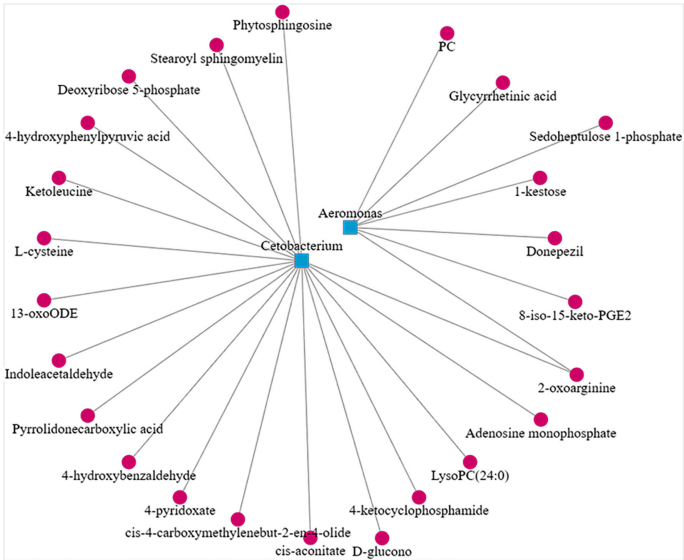 Phytosphingosine
PC
Stearoyl sphingomyelin
Deoxyribose 5-phosphate
Glycyrrhetinic acid
4-hydroxyphenylpyruvic acid
Sedoheptulose 1-phosphate
Ketoleucine
1-kestose
Aeromonas
Cetobacterium
L-cysteine
Donepezil
13-oxoODE
8-iso-15-keto-PGE2
Indoleacetaldehyde
2-oxoarginine
Pyrrolidonecarboxylic acid
Adenosine monophosphate
4-hydroxybenzaldehyde
LysoPC(24:0)
4-pyridoxate
4-ketocyclophosphamide
cis-4-carboxymethylenebut-2-en-4-olide
cis-aconitate
D-glucono